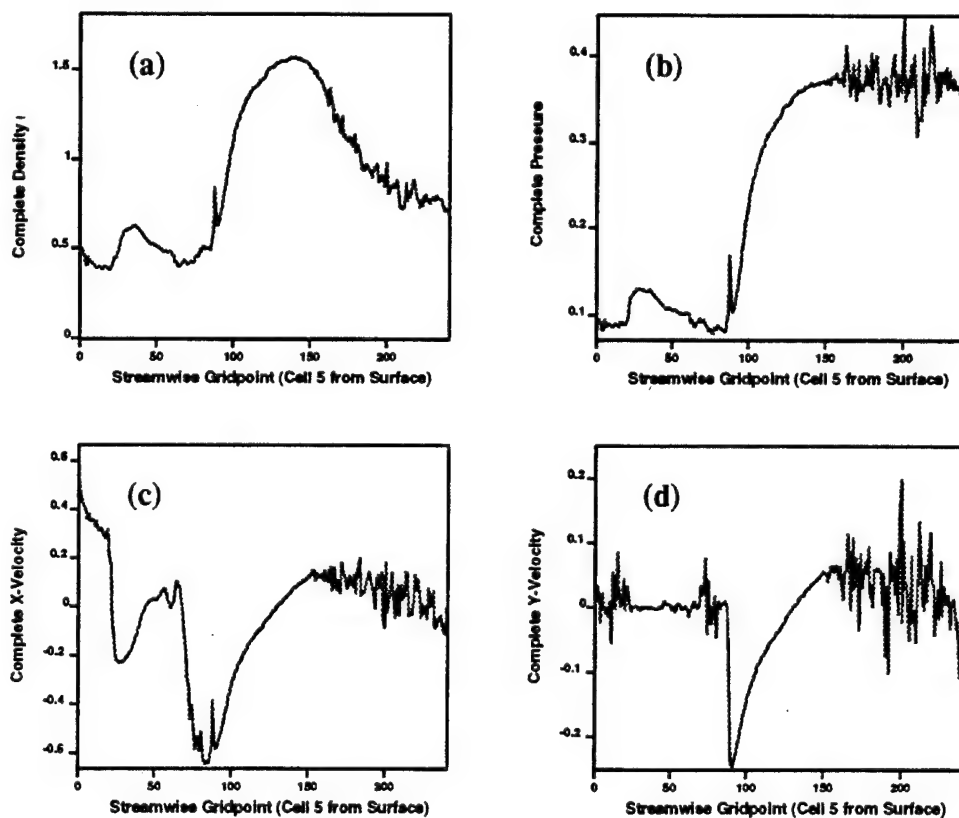 (a)
Complete Density
1.5
1
0.5
0
0 50 100 150 200
Streamwise Gridpoint (Cell 5 from Surface)
(b)
Complete Pressure
0.4
0.3
0.2
0.1
0 50 100 150 200
Streamwise Gridpoint (Cell 5 from Surface)
(c)
Complete X-Velocity
0.6
0.4
0.2
0
-0.2
-0.4
-0.6
0 50 100 150 200
Streamwise Gridpoint (Cell 5 from Surface)
(d)
Complete Y-Velocity
0.2
0.1
0
-0.1
-0.2
0 50 100 150 200
Streamwise Gridpoint (Cell 5 from Surface)